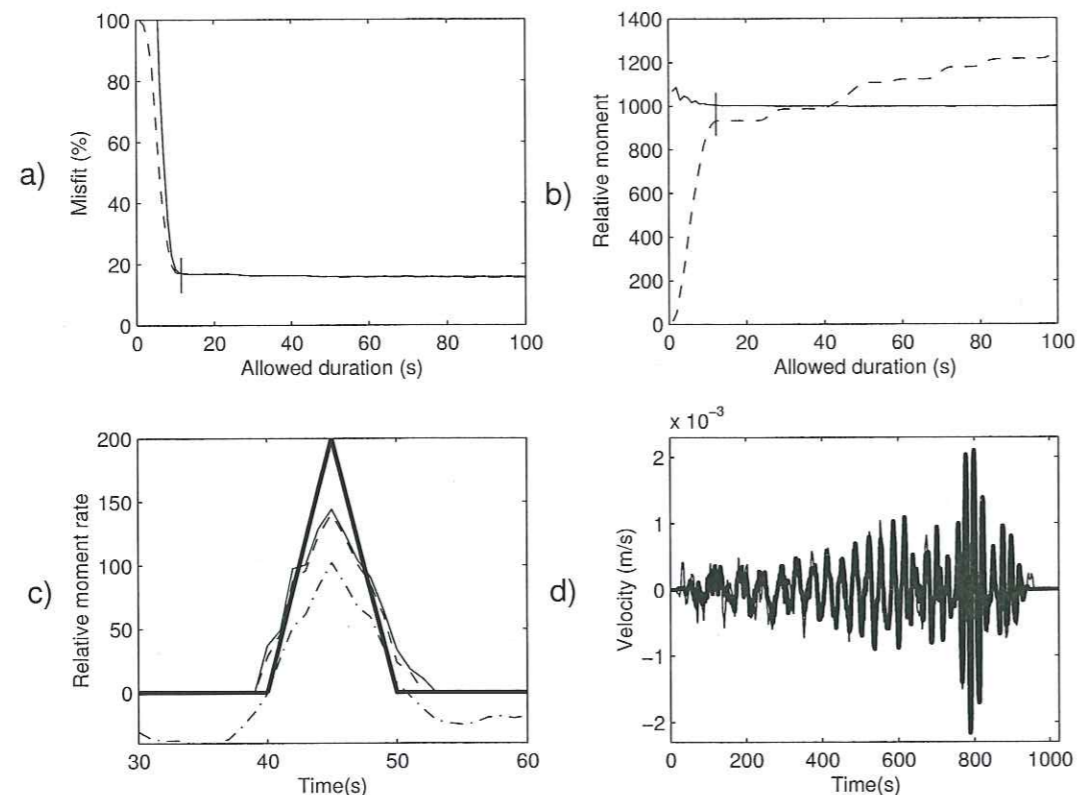 a)
Misfit (%)
100
80
60
40
20
0
0 20 40 60 80 100
Allowed duration (s)
b)
Relative moment
1400
1200
1000
800
600
400
200
0
0 20 40 60 80 100
Allowed duration (s)
c)
Relative moment rate
200
150
100
50
0
30 40 50 60
Time(s)
d)
Velocity (m/s)
x 10⁻³
2
1
0
−1
−2
0 200 400 600 800 1000
Time(s)